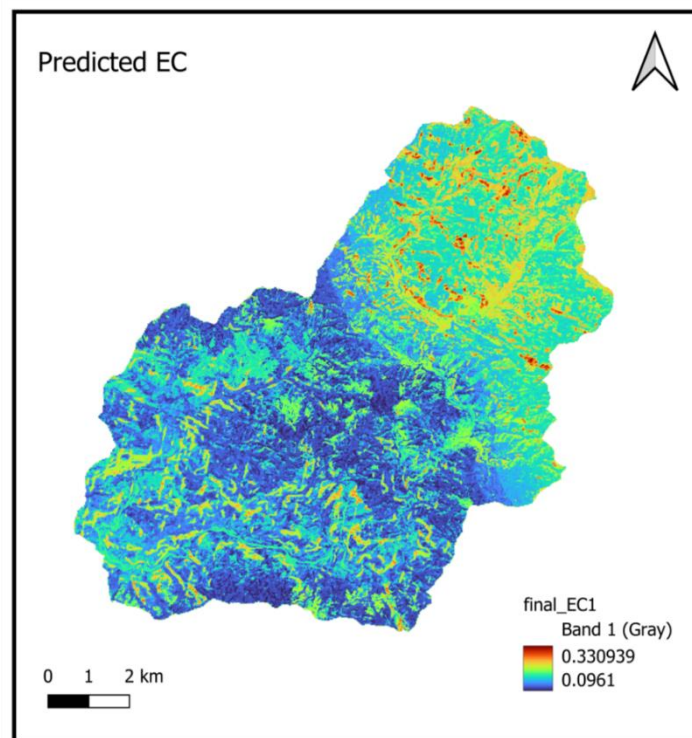 Predicted EC
final_EC1
Band 1 (Gray)
0.330939
0.0961
0 1 2 km